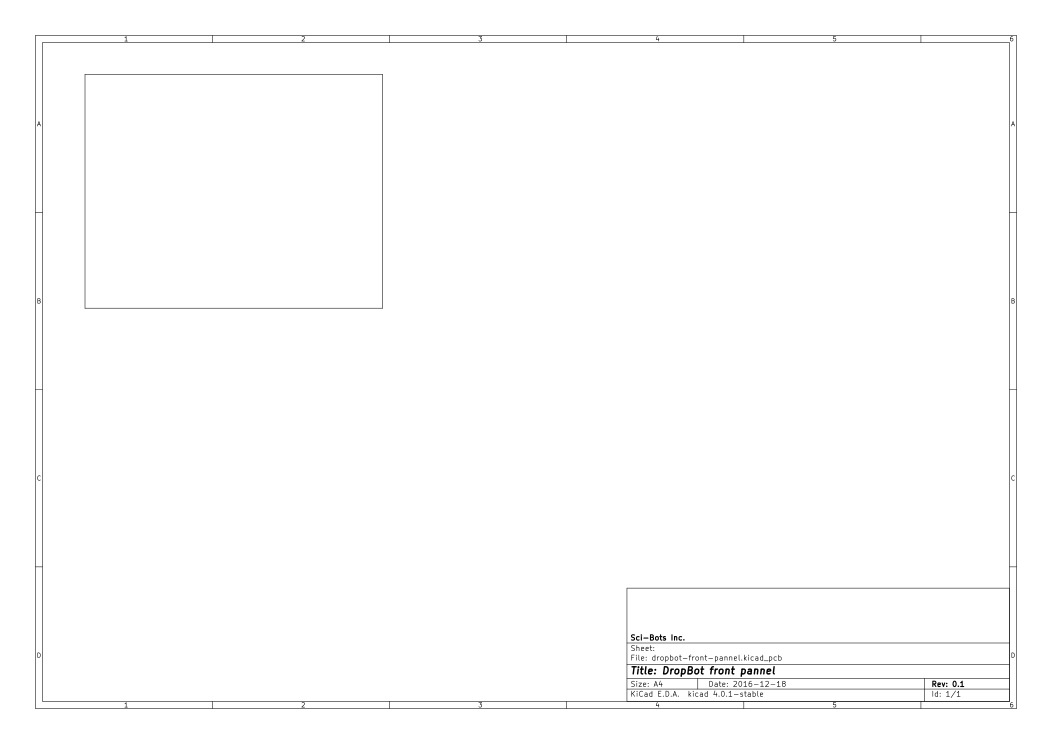 1 2 3 4 5 6
A A
B B
C C
D D
Sci-Bots Inc.
Sheet:
File: dropbot-front-pannel.kicad_pcb
Title: DropBot front pannel
Size: A4 Date: 2016-12-18 Rev: 0.1
KiCad E.D.A. kicad 4.0.1-stable Id: 1/1
1 2 3 4 5 6